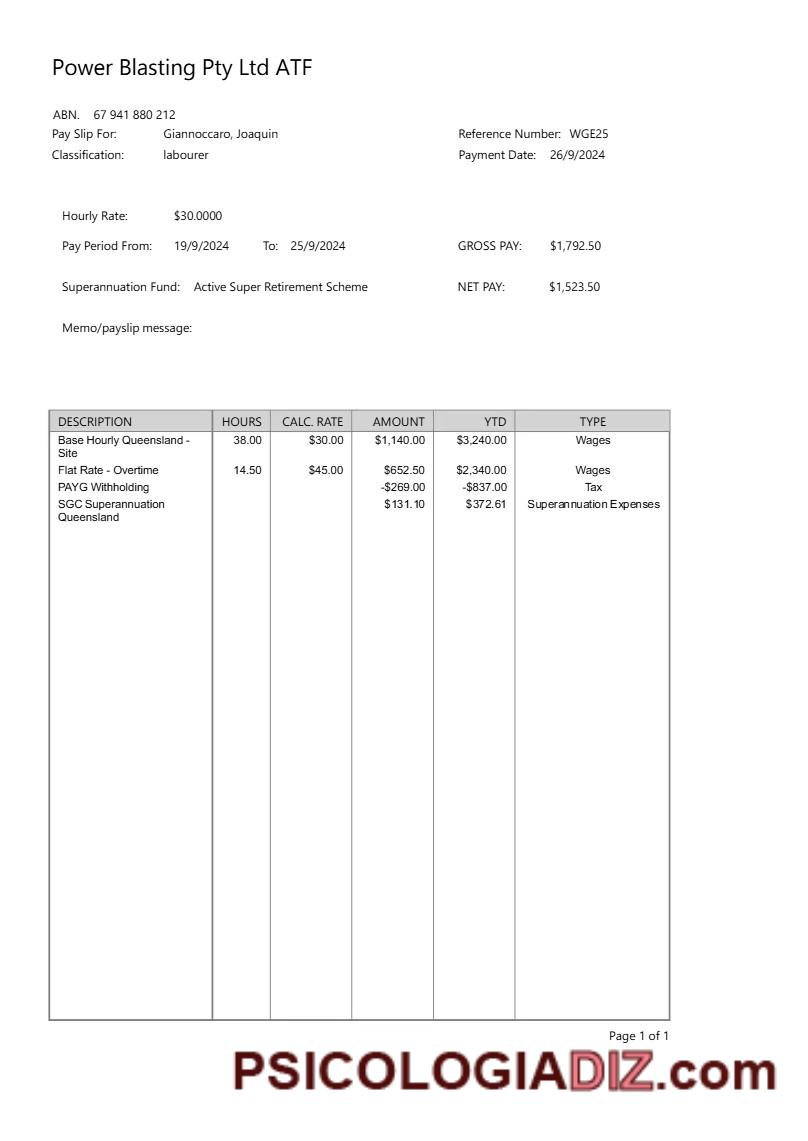 Power Blasting Pty Ltd ATF
ABN. 67 941 880 212
Pay Slip For: Giannoccaro, Joaquin Reference Number: WGE25
Classification: labourer Payment Date: 26/9/2024
Hourly Rate: $30.0000
Pay Period From: 19/9/2024 To: 25/9/2024 GROSS PAY: $1,792.50
Superannuation Fund: Active Super Retirement Scheme NET PAY: $1,523.50
Memo/payslip message:
DESCRIPTION HOURS CALC. RATE AMOUNT YTD TYPE
Base Hourly Queensland - 38.00 $30.00 $1,140.00 $3,240.00 Wages
Site
Flat Rate - Overtime 14.50 $45.00 $652.50 $2,340.00 Wages
PAYG Withholding -$269.00 -$837.00 Tax
SGC Superannuation $131.10 $372.61 Superannuation Expenses
Queensland
Page 1 of 1
PSICOLOGIADIZ.com